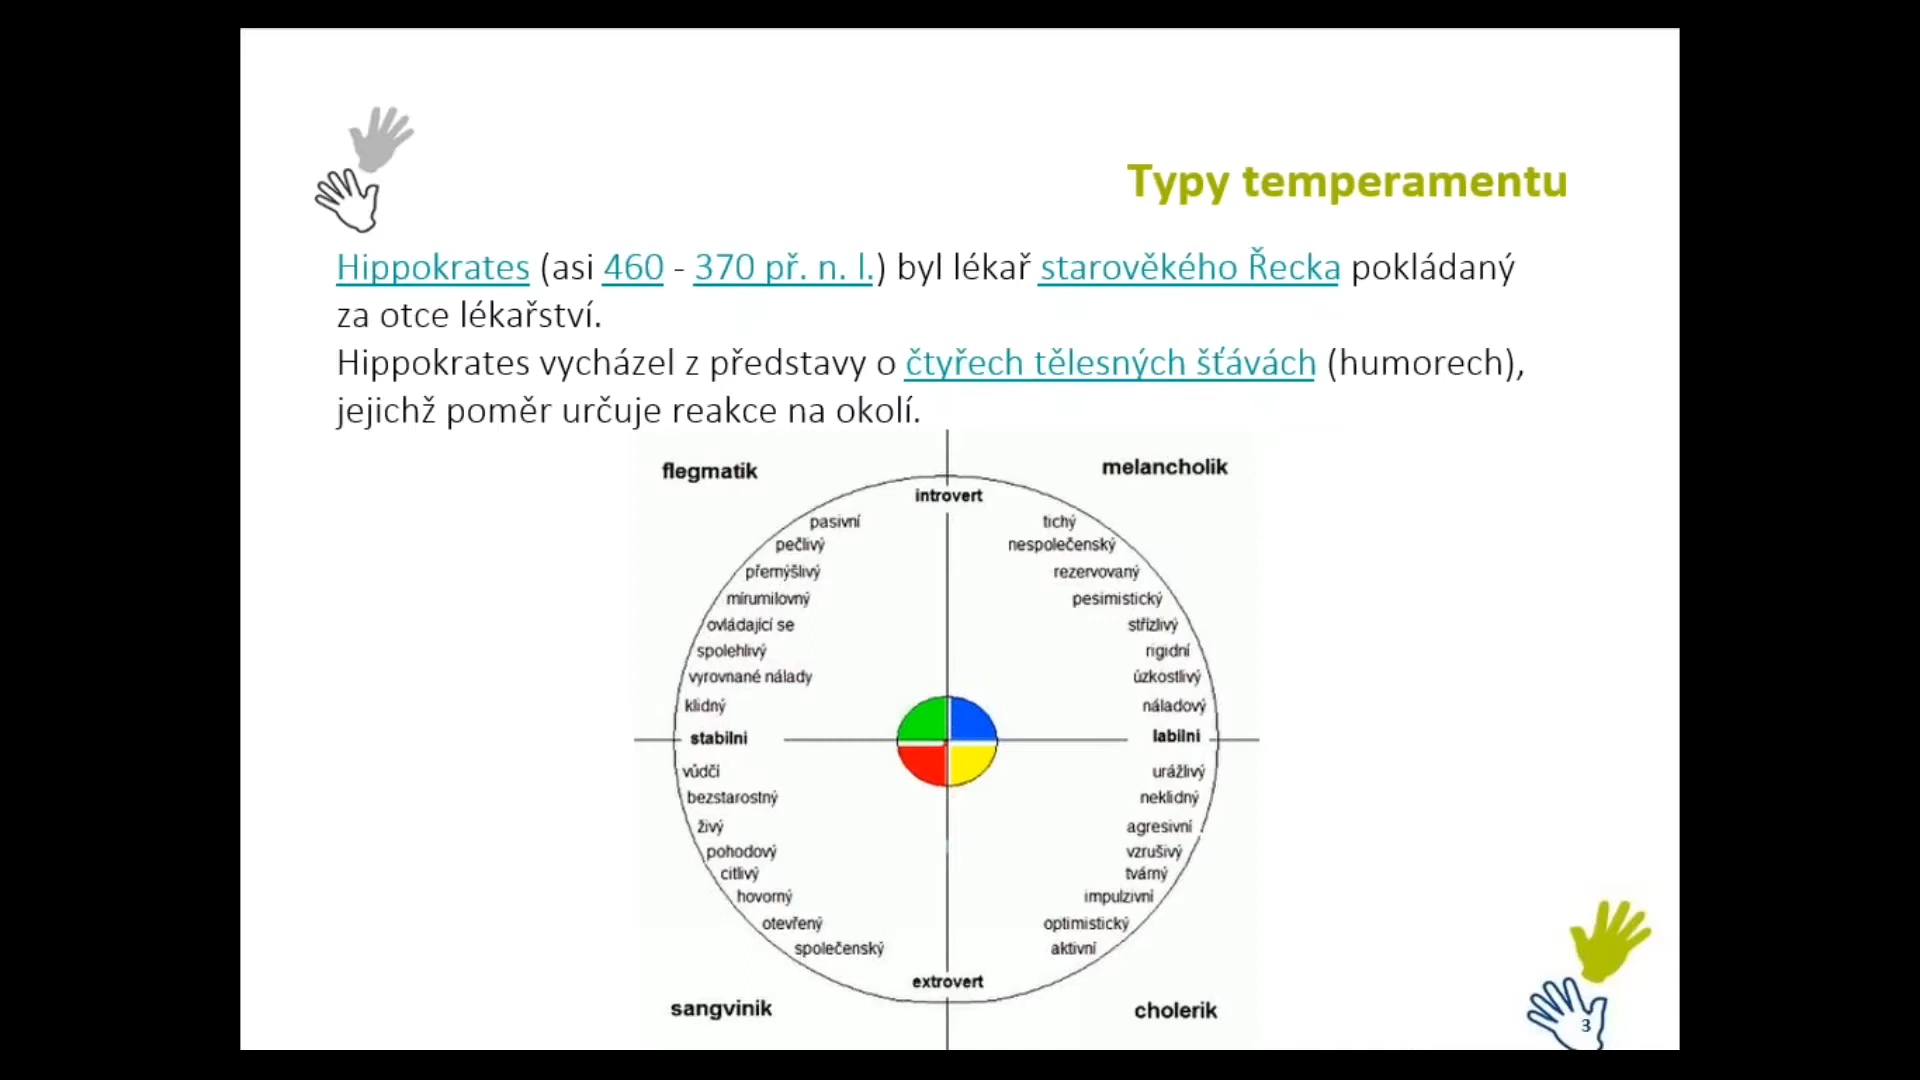 Typy temperamentu
Hippokrates (asi 460 - 370 př. n. l.) byl lékař starověkého Řecka pokládaný
za otce lékařství.
Hippokrates vycházel z představy o čtyřech tělesných šťávách (humorech),
jejichž poměr určuje reakce na okolí.
flegmatik
melancholik
introvert
pasivní
pečlivý
přemýšlivý
mírumilovný
ovládající se
spolehlivý
vyrovnané nálady
klidný
tichý
nespolečenský
rezervovaný
pesimistický
střízlivý
rigidní
úzkostlivý
náladový
stabilni
labilni
vůdčí
bezstarostný
živý
pohodový
citlivý
hovorný
otevřený
společenský
urážlivý
neklidný
agresivní
vzrušivý
tvárný
impulzivní
optimistický
aktivní
extrovert
sangvinik
cholerik
3